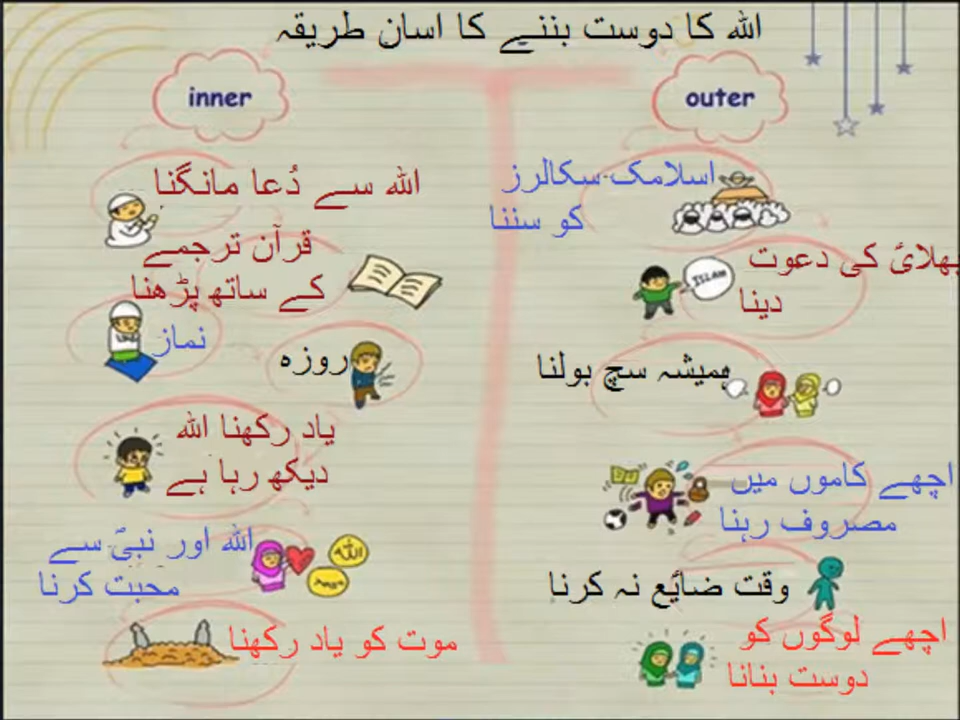 اللہ کا دوست بننے کا اسان طریقہ
outer
inner
اسلامک سکالرز
کو سننا
بھلائ کی دعوت
دینا
ISLAM
ہمیشہ سچ بولنا
اچھے کاموں میں
مصروف رہنا
وقت ضائع نہ کرنا
اچھے لوگوں کو
دوست بنانا
اللہ سے دُعا مانگنا
قرآن ترجمے
کے ساتھ پڑھنا
نماز
روزہ
یاد رکھنا اللہ
دیکھ رہا ہے
اللہ اور نبیؐ سے
محبت کرنا
اللہ
موت کو یاد رکھنا